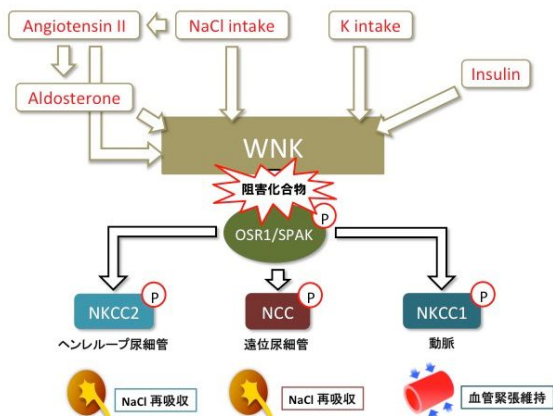 Angiotensin II
NaCl intake
K intake
Insulin
Aldosterone
WNK
阻害化合物
P
OSR1/SPAK
P
P
P
NKCC2
NCC
NKCC1
ヘンレループ尿細管
遠位尿細管
動脈
NaCl 再吸収
NaCl 再吸収
血管緊張維持